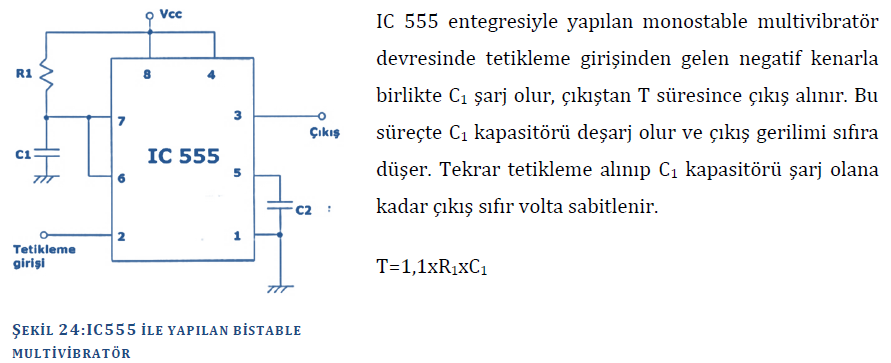 Vcc
R1
8
4
7
3
Çıkış
C1
IC 555
6
5
C2 :
2
1
Tetikleme
girişi
ŞEKİL 24:IC555 İLE YAPILAN BİSTABLE
MULTİVİBRATÖR
IC 555 entegresiyle yapılan monostable multivibratör
devresinde tetikleme girişinden gelen negatif kenarla
birlikte C₁ şarj olur, çıkıştan T süresince çıkış alınır. Bu
süreçte C₁ kapasitörü deşarj olur ve çıkış gerilimi sıfıra
düşer. Tekrar tetikleme alınıp C₁ kapasitörü şarj olana
kadar çıkış sıfır volta sabitlenir.
T=1,1xR₁xC₁